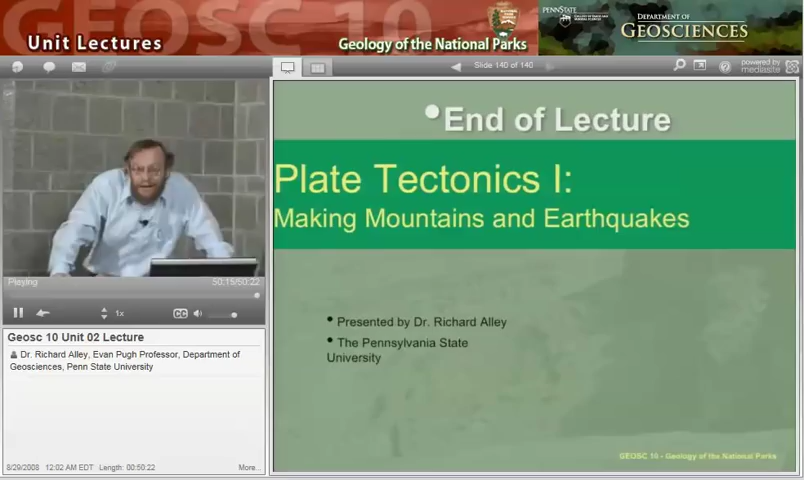 GEOSC 10
Unit Lectures
Geology of the National Parks
PENNSTATE
DEPARTMENT OF
GEOSCIENCES
Slide 140 of 140
powered by
mediasite
End of Lecture
Plate Tectonics I:
Making Mountains and Earthquakes
Playing
50:15/50:22
1x
CC
Geosc 10 Unit 02 Lecture
Dr. Richard Alley, Evan Pugh Professor, Department of
Geosciences, Penn State University
• Presented by Dr. Richard Alley
• The Pennsylvania State
University
8/29/2008 12:02 AM EDT Length: 00:50:22
More...
GEOSC 10 - Geology of the National Parks